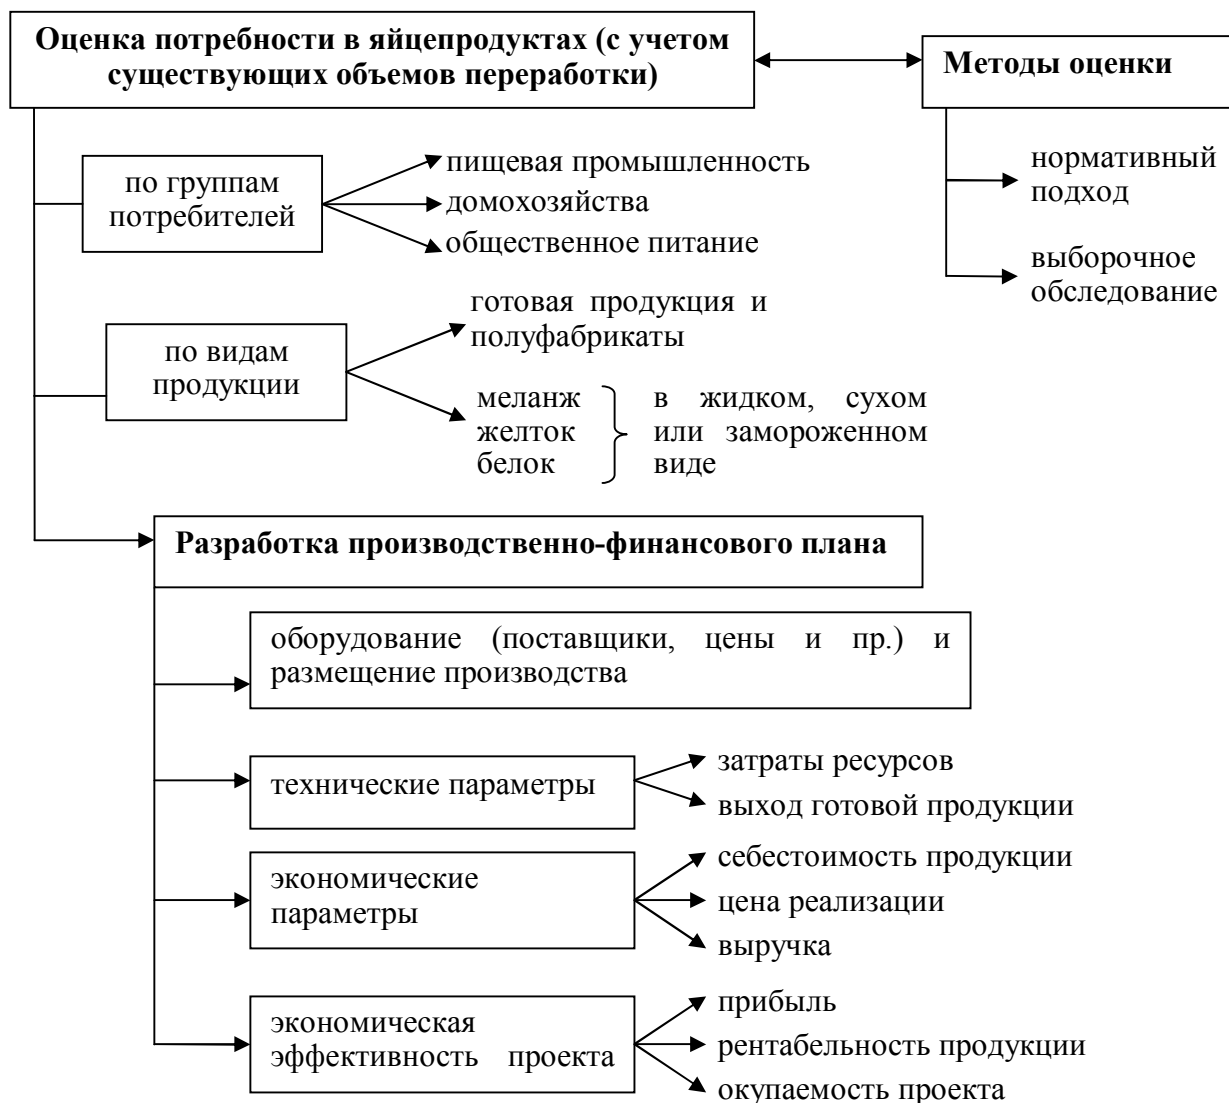 Оценка потребности в яйцепродуктах (с учетом
существующих объемов переработки)
Методы оценки
нормативный
подход
выборочное
обследование
по группам
потребителей
пищевая промышленность
домохозяйства
общественное питание
по видам
продукции
готовая продукция и
полуфабрикаты
меланж
желток
белок
в жидком, сухом
или замороженном
виде
Разработка производственно-финансового плана
оборудование (поставщики, цены и пр.) и
размещение производства
технические параметры
затраты ресурсов
выход готовой продукции
экономические
параметры
себестоимость продукции
цена реализации
выручка
экономическая
эффективность проекта
прибыль
рентабельность продукции
окупаемость проекта